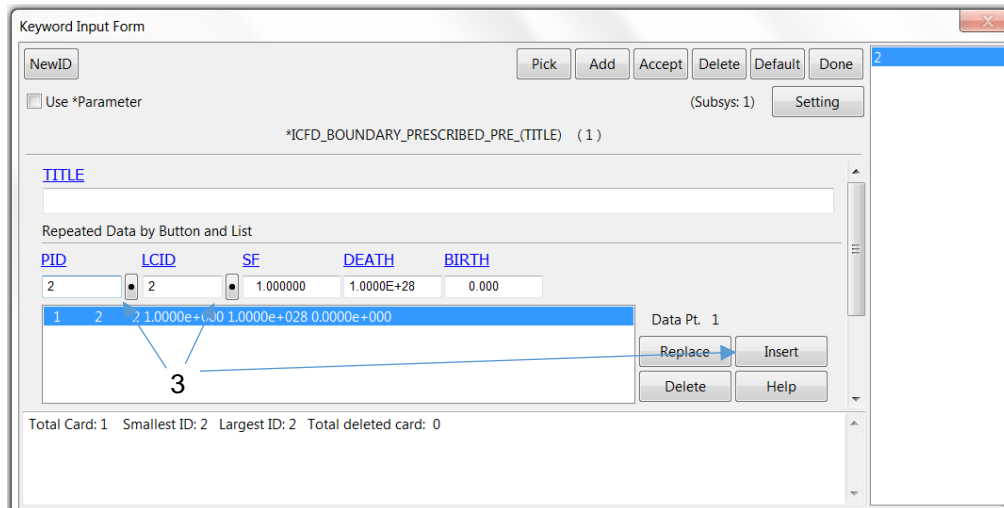 Keyword Input Form
NewID Pick Add Accept Delete Default Done
2
Use *Parameter (Subsys: 1) Setting
*ICFD_BOUNDARY_PRESCRIBED_PRE_(TITLE) (1)
TITLE
Repeated Data by Button and List
PID LCID SF DEATH BIRTH
2 2 1.000000 1.0000E+28 0.000
1 2 2 1.0000e+000 1.0000e+028 0.0000e+000
Data Pt. 1
Replace Insert
3
Delete Help
Total Card: 1 Smallest ID: 2 Largest ID: 2 Total deleted card: 0